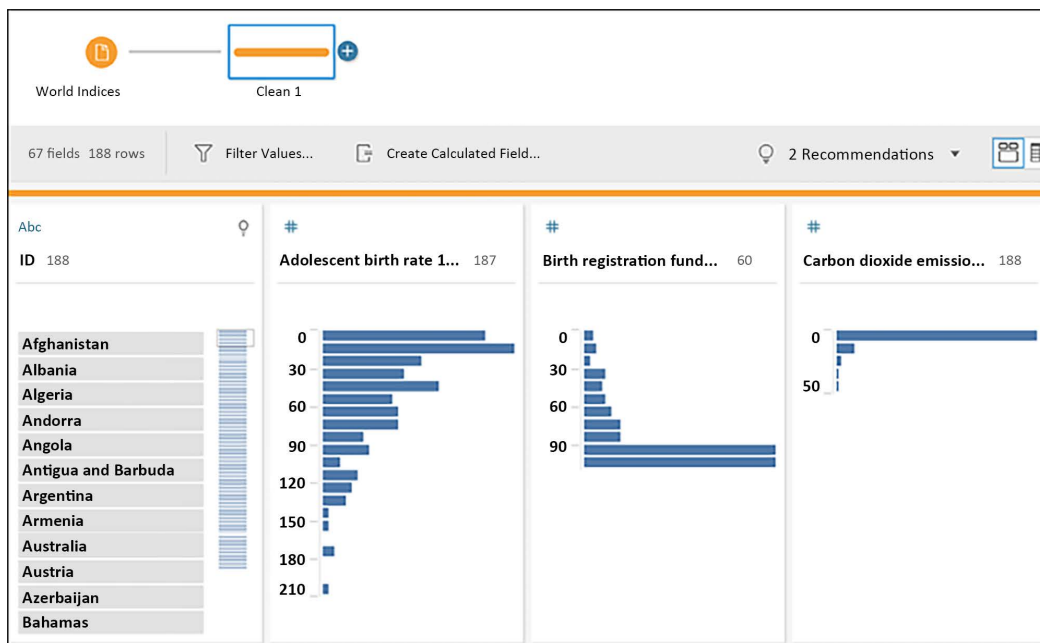 World Indices
Clean 1
67 fields 188 rows
Filter Values...
Create Calculated Field...
2 Recommendations
Abc
ID 188
Afghanistan
Albania
Algeria
Andorra
Angola
Antigua and Barbuda
Argentina
Armenia
Australia
Austria
Azerbaijan
Bahamas
#
Adolescent birth rate 1... 187
0
30
60
90
120
150
180
210
#
Birth registration fund... 60
0
30
60
90
#
Carbon dioxide emissio... 188
0
50